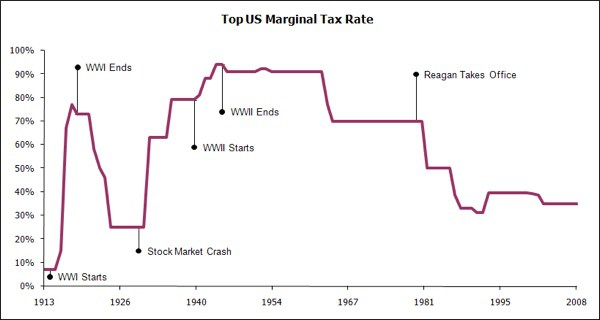 Top US Marginal Tax Rate
100%
90%
80%
70%
60%
50%
40%
30%
20%
10%
0%
WWI Ends
Reagan Takes Office
WWII Ends
WWII Starts
Stock Market Crash
WWI Starts
1913 1926 1940 1954 1967 1981 1995 2008